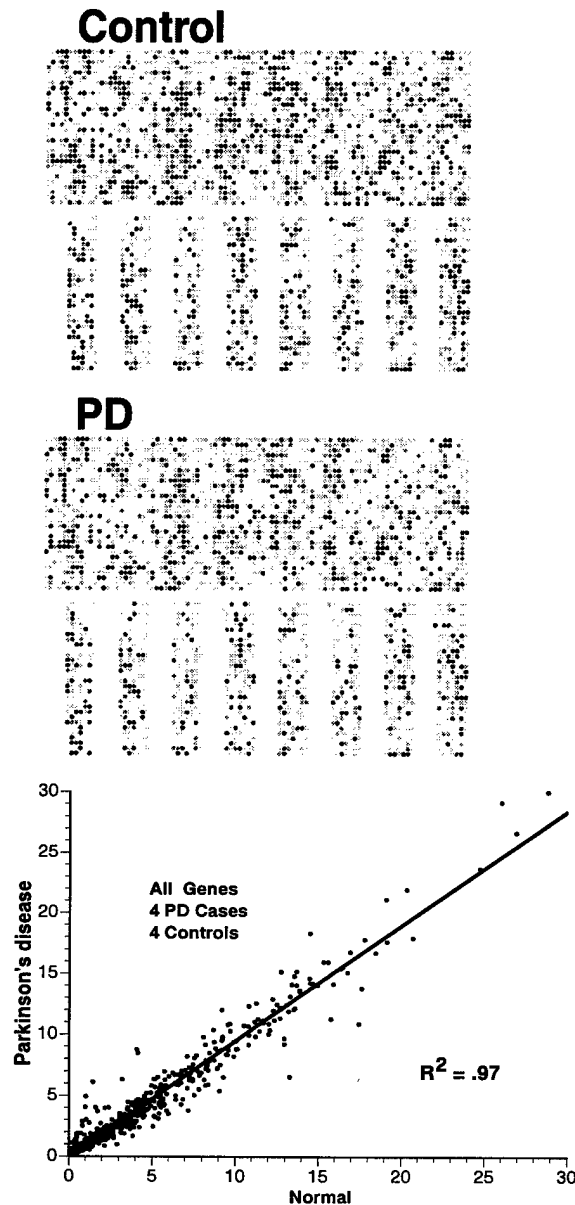 Control
PD
30
25
20
15
10
5
0
Parkinson's disease
All Genes
4 PD Cases
4 Controls
R² = .97
0 5 10 15 20 25 30
Normal